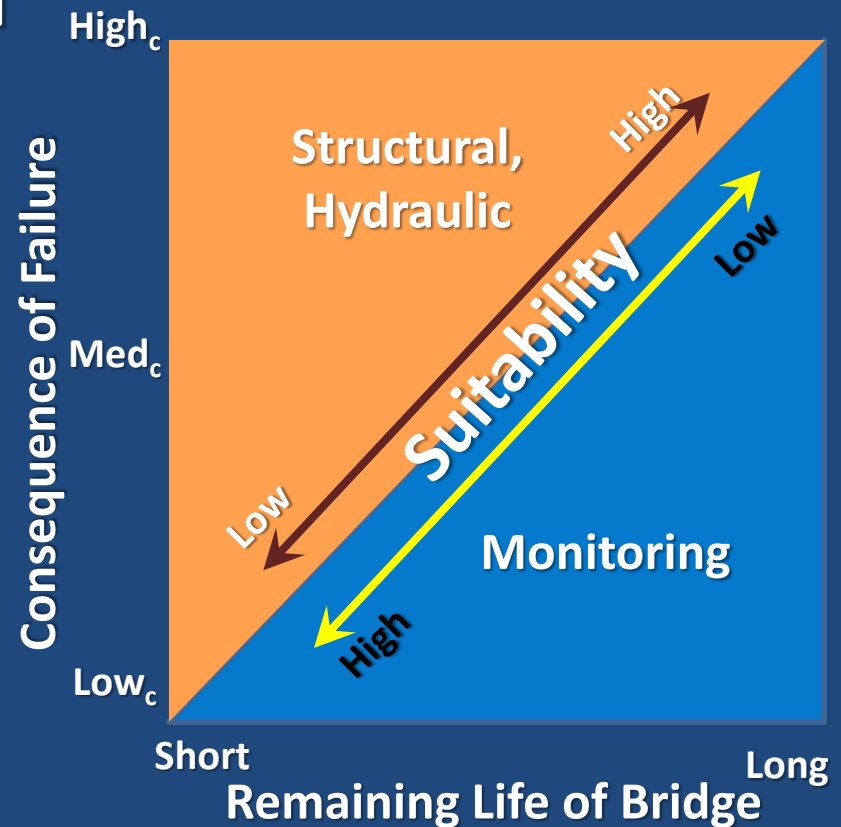 High_c
Structural,
Hydraulic
High
Low
Suitability
Consequence of Failure
Med_c
Low
Monitoring
High
Low_c
Short
Long
Remaining Life of Bridge